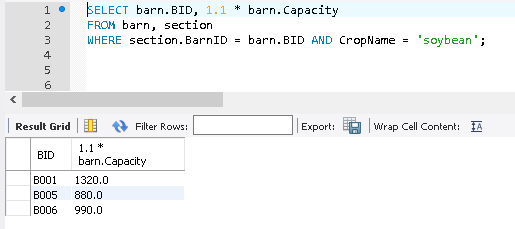 1 SELECT barn.BID, 1.1 * barn.Capacity
2 FROM barn, section
3 WHERE section.BarnID = barn.BID AND CropName = 'soybean';
4
5
6
Result Grid Filter Rows: Export: Wrap Cell Content: IA
BID 1.1 *
barn.Capacity
B001 1320.0
B005 880.0
B006 990.0